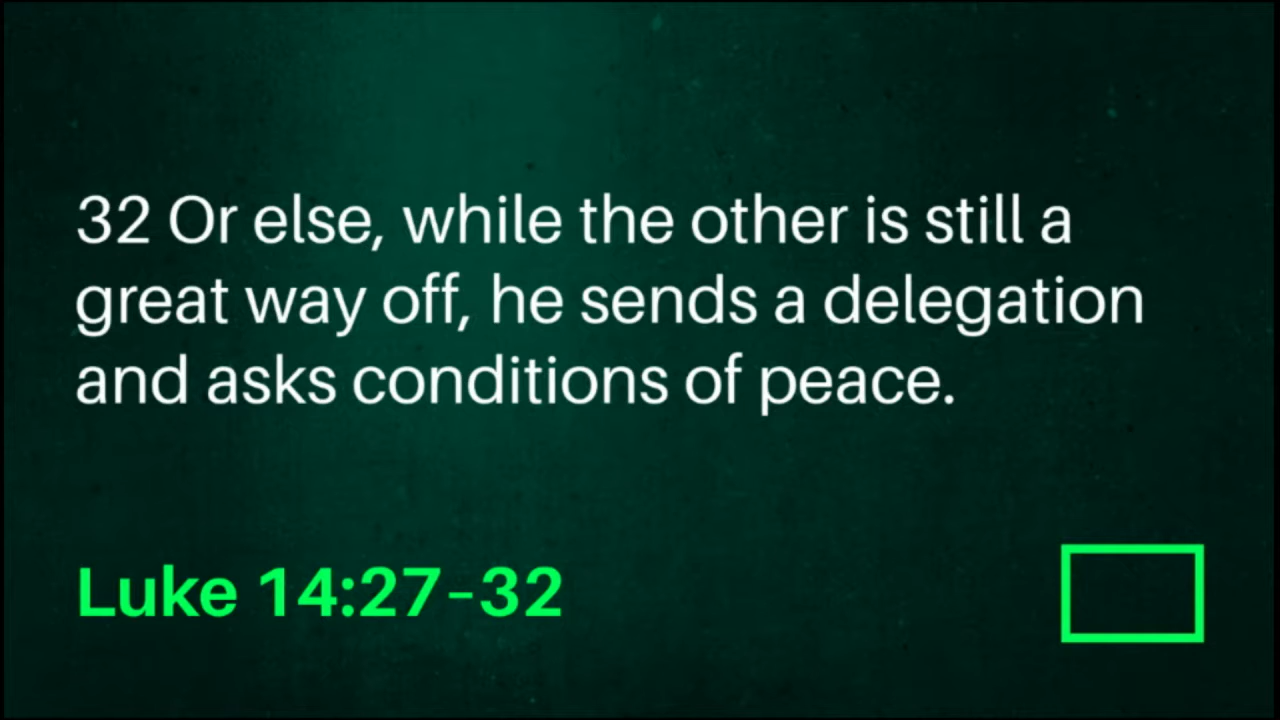 32 Or else, while the other is still a
great way off, he sends a delegation
and asks conditions of peace.
Luke 14:27–32